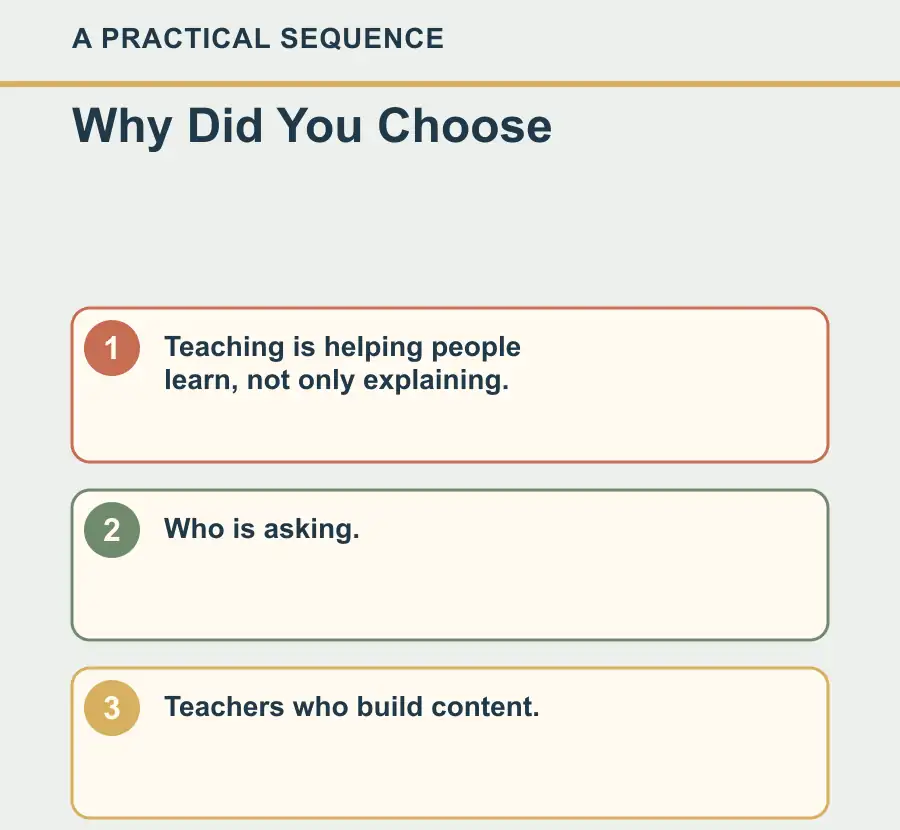 A PRACTICAL SEQUENCE
Why Did You Choose
1
Teaching is helping people
learn, not only explaining.
2
Who is asking.
3
Teachers who build content.